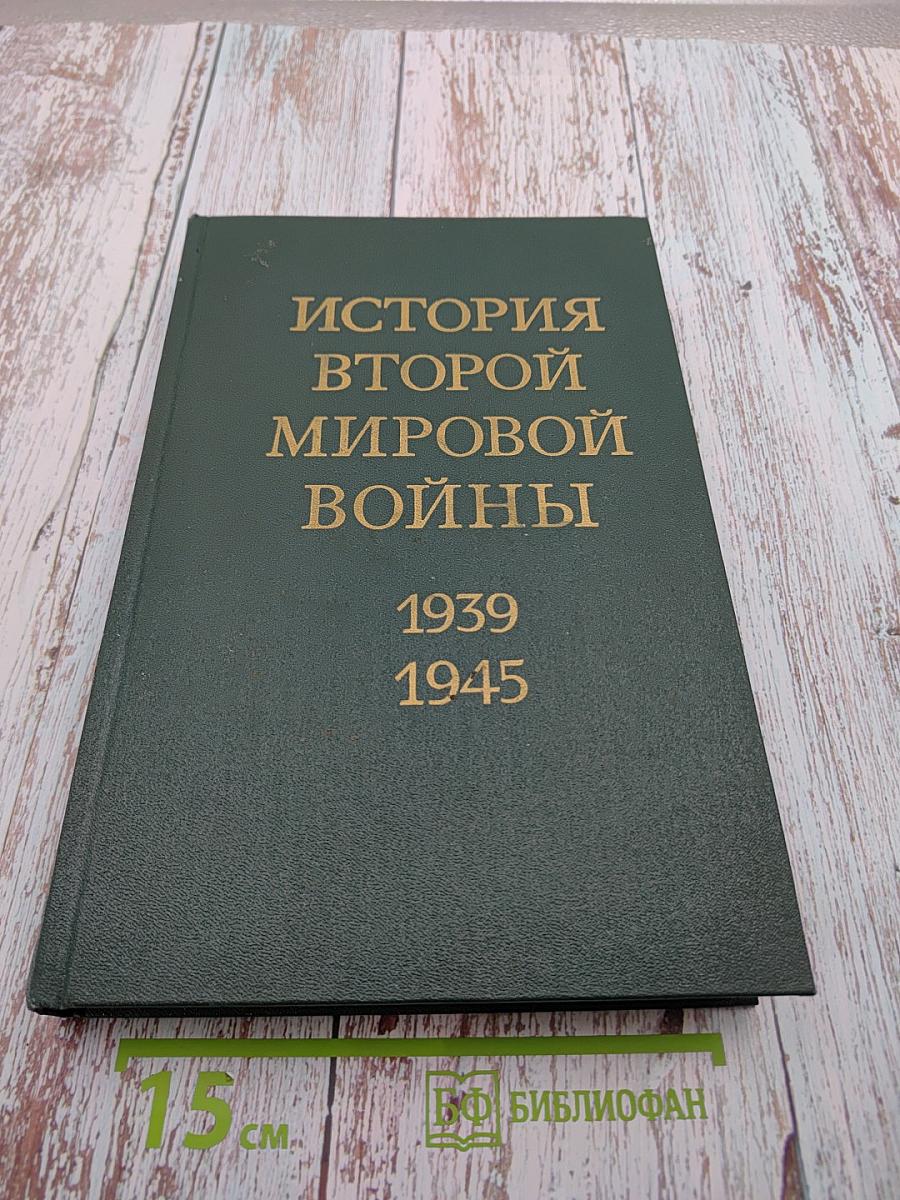 ИСТОРИЯ
ВТОРОЙ
МИРОВОЙ
ВОЙНЫ
1939
1945
15 см
БФ БИБЛИОФАН